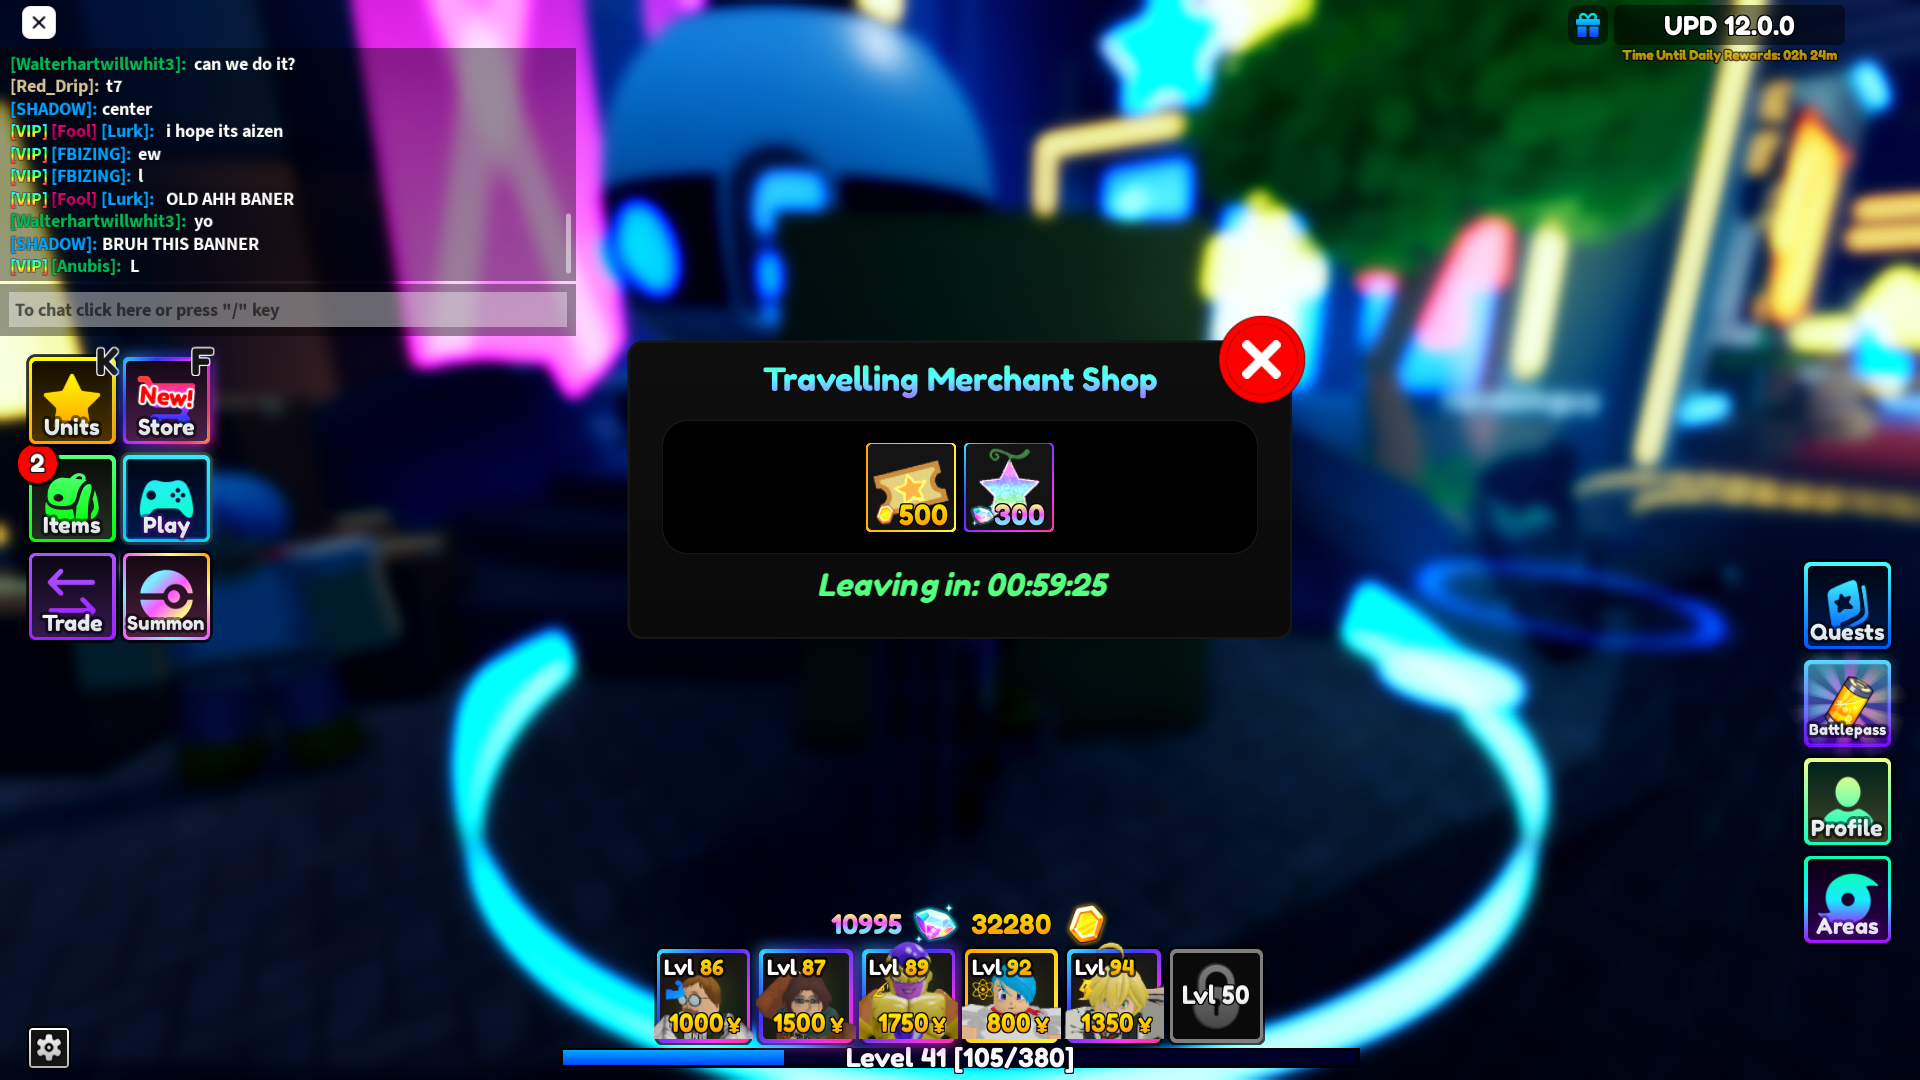 [Walterhartwillwhit3]: can we do it?
[Red_Drip]: t7
[SHADOW]: center
[VIP] [Fool] [Lurk]: i hope its aizen
[VIP] [FBIZING]: ew
[VIP] [FBIZING]: l
[VIP] [Fool] [Lurk]: OLD AHH BANER
[Walterhartwillwhit3]: yo
[SHADOW]: BRUH THIS BANNER
[VIP] [Anubis]: L
To chat click here or press "/" key
UPD 12.0.0
Time Until Daily Rewards: 02h 24m
K
F
Units
New!
Store
2
Items
Play
Trade
Summon
Travelling Merchant Shop
500
300
Leaving in: 00:59:25
Quests
Battlepass
Profile
Areas
10995
32280
Lvl 86
1000 ¥
Lvl 87
1500 ¥
Lvl 89
1750 ¥
Lvl 92
800 ¥
Lvl 94
1350 ¥
Lvl 50
Level 41 [105/380]